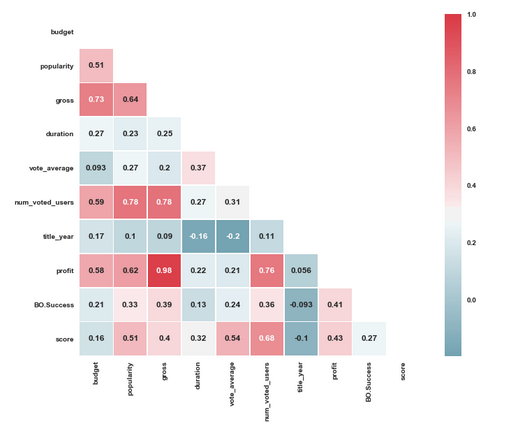 budget
popularity 0.51
gross 0.73 0.64
duration 0.27 0.23 0.25
vote_average 0.093 0.27 0.2 0.37
num_voted_users 0.59 0.78 0.78 0.27 0.31
title_year 0.17 0.1 0.09 -0.16 -0.2 0.11
profit 0.58 0.62 0.98 0.22 0.21 0.76 0.056
BO.Success 0.21 0.33 0.39 0.13 0.24 0.36 -0.093 0.41
score 0.16 0.51 0.4 0.32 0.54 0.68 -0.1 0.43 0.27
budget popularity gross duration vote_average num_voted_users title_year profit BO.Success score
1.0
0.8
0.6
0.4
0.2
0.0